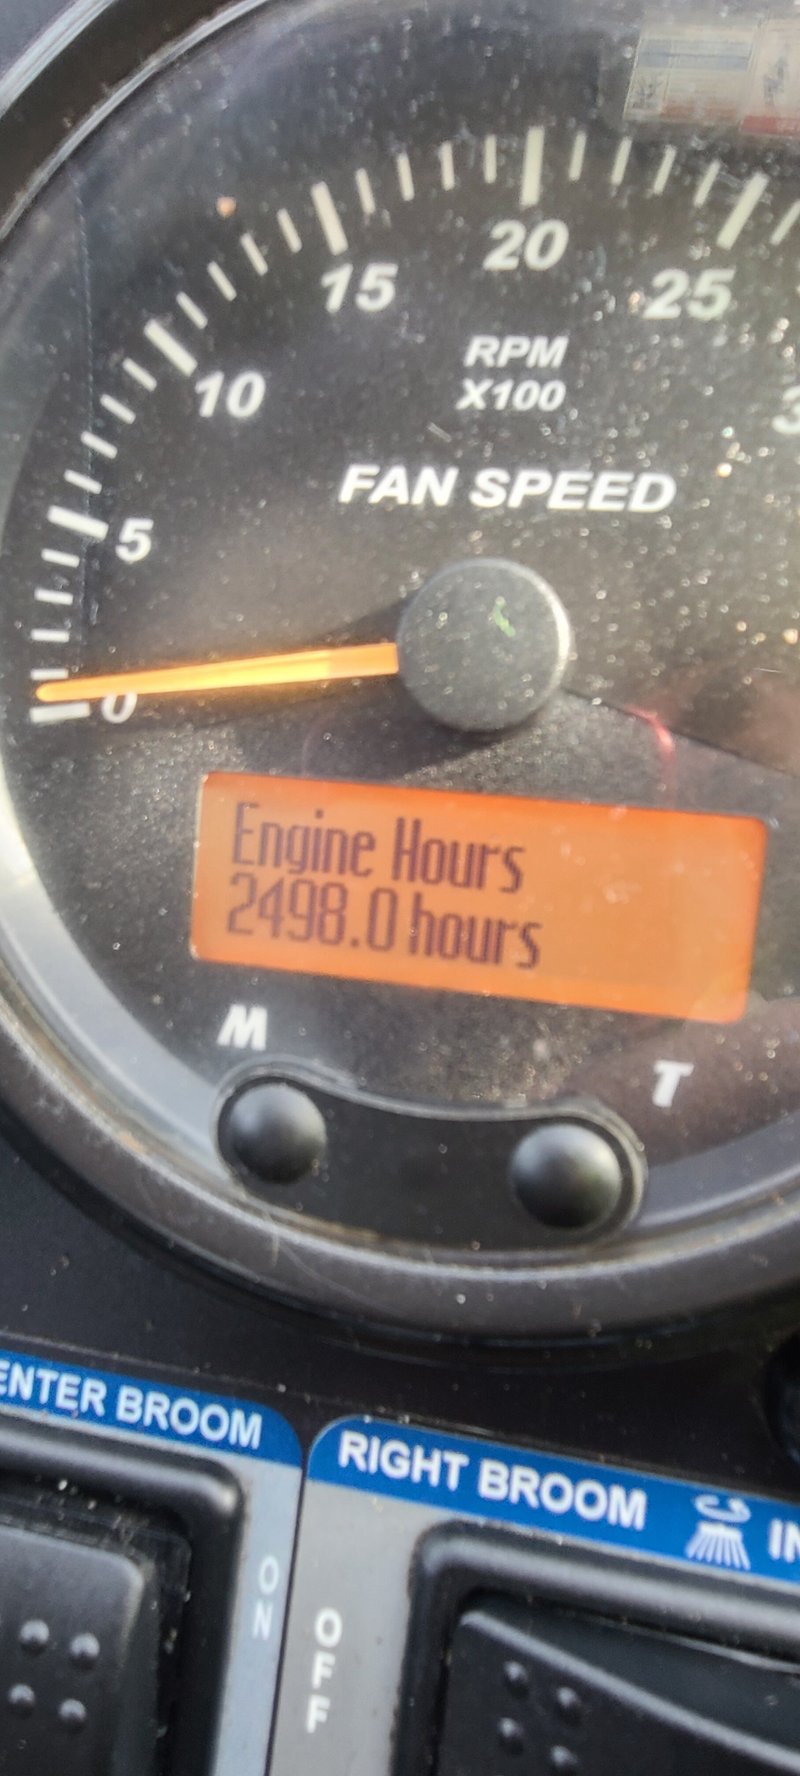 20
15
25
10
RPM
X100
FAN SPEED
5
0
Engine Hours
2498.0 hours
M
T
ENTER BROOM
RIGHT BROOM
IN
ON
OFF